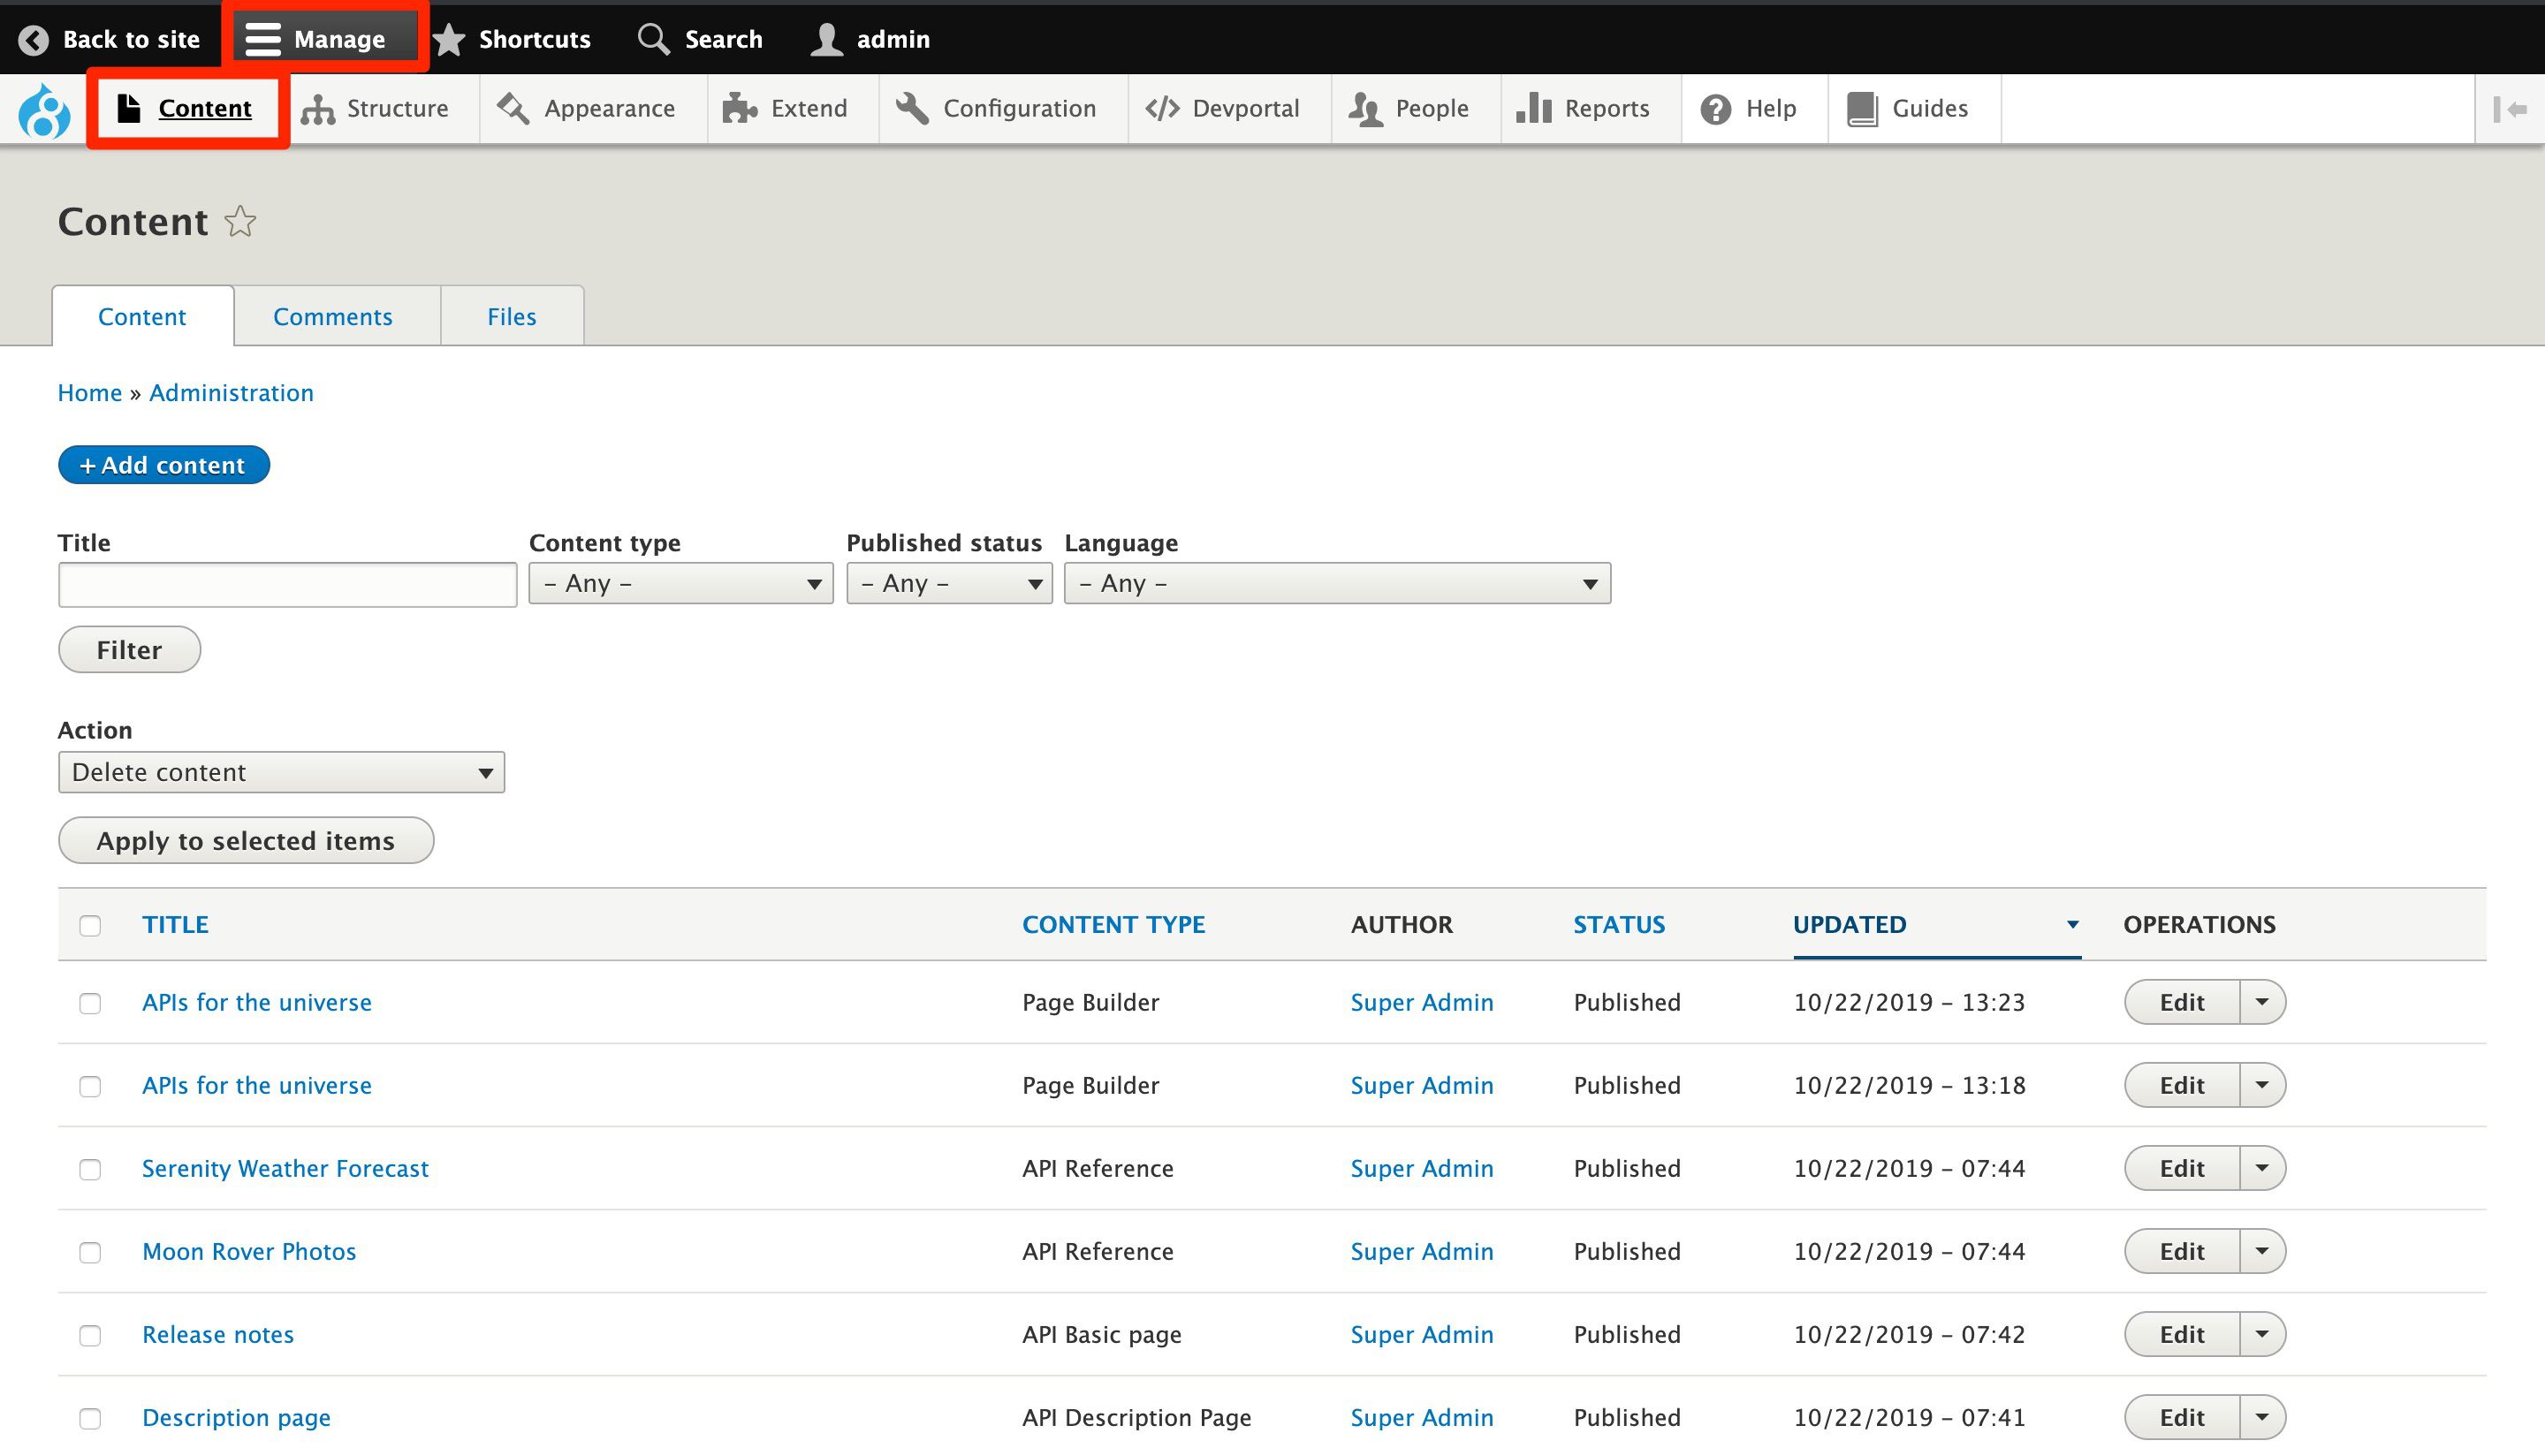 Back to site Manage Shortcuts Search admin
Content Structure Appearance Extend Configuration Devportal People Reports Help Guides
Content
Content Comments Files
Home » Administration
+ Add content
Title Content type Published status Language
- Any - - Any - - Any -
Filter
Action
Delete content
Apply to selected items
TITLE CONTENT TYPE AUTHOR STATUS UPDATED OPERATIONS
APIs for the universe Page Builder Super Admin Published 10/22/2019 - 13:23 Edit
APIs for the universe Page Builder Super Admin Published 10/22/2019 - 13:18 Edit
Serenity Weather Forecast API Reference Super Admin Published 10/22/2019 - 07:44 Edit
Moon Rover Photos API Reference Super Admin Published 10/22/2019 - 07:44 Edit
Release notes API Basic page Super Admin Published 10/22/2019 - 07:42 Edit
Description page API Description Page Super Admin Published 10/22/2019 - 07:41 Edit